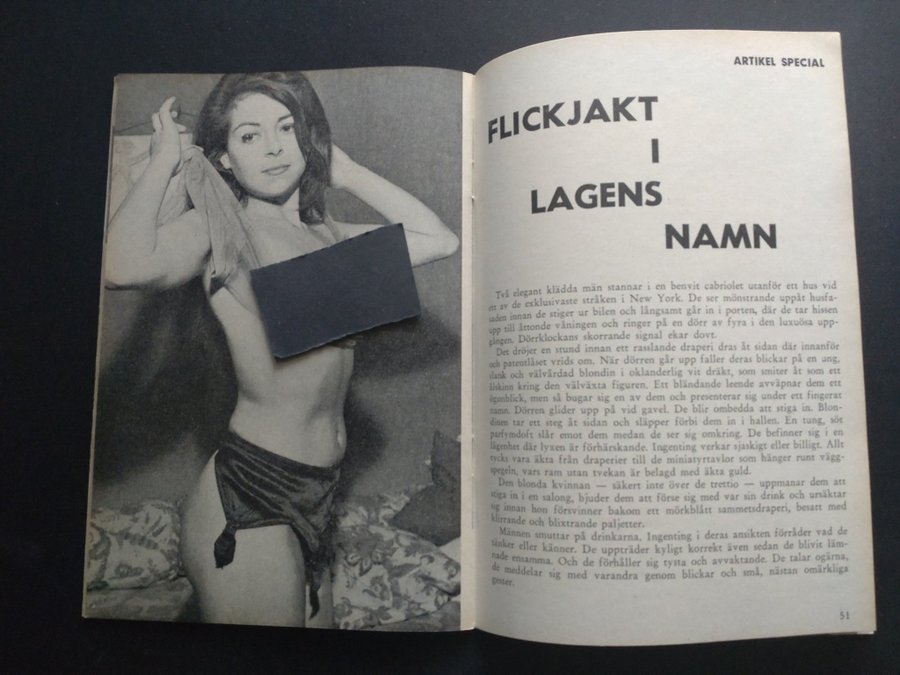 ARTIKEL SPECIAL
FLICKJAKT
I
LAGENS
NAMN
Två elegant klädda män stannar i en benvit cabriolet utanför ett hus vid
ett av de exklusivaste stråken i New York. De ser mönstrande uppåt husfa-
saden innan de stiger ur bilen och långsamt går in i porten, där de tar hissen
upp till åttonde våningen och ringer på en dörr av fyra i den luxuösa upp-
gången. Dörrklockans skorrande signal ekar dovt.
Det dröjer en stund innan ett rasslande draperi dras åt sidan där innanför
och patentlåset vrids om. När dörren går upp faller deras blickar på en ung,
slank och välvårdad blondin i oklanderlig vit dräkt, som smiter åt som ett
ålskinn kring den välväxta figuren. Ett bländande leende avväpnar dem ett
ögonblick, men så bugar sig en av dem och presenterar sig under ett fingerat
namn. Dörren glider upp på vid gavel. De blir ombedda att stiga in. Blon-
dinen tar ett steg åt sidan och släpper förbi dem in i hallen. En tung, söt
parfymdoft slår emot dem medan de ser sig omkring. De befinner sig i en
lägenhet där lyxen är förhärskande. Ingenting verkar sjaskigt eller billigt. Allt
tycks vara äkta från draperier till de miniatyrtavlor som hänger runt vägg-
spegeln, vars ram utan tvekan är belagd med äkta guld.
Den blonda kvinnan — säkert inte över de trettio — uppmanar dem att
stiga in i en salong, bjuder dem att förse sig med var sin drink och ursäktar
sig innan hon försvinner bakom ett mörkblått sammetsdraperi, besatt med
klirrande och blixtrande paljetter.
Männen smuttar på drinkarna. Ingenting i deras ansikten förråder vad de
tänker eller känner. De uppträder kyligt korrekt även sedan de blivit läm-
nade ensamma. Och de förhåller sig tysta och avvaktande. De talar ogärna,
de meddelar sig med varandra genom blickar och små, nästan omärkliga
gester.
51